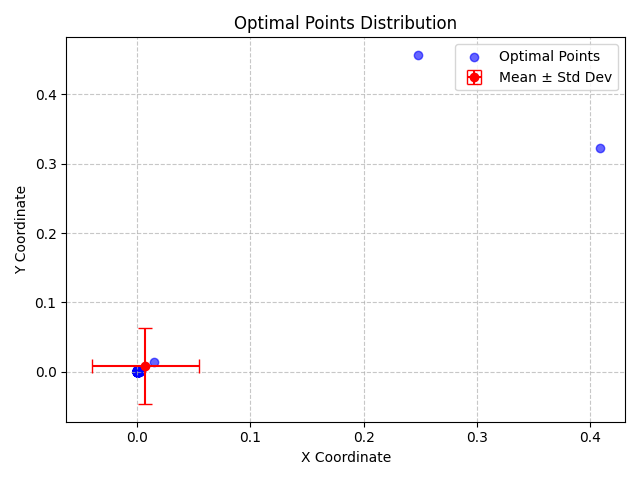 Optimal Points Distribution
Optimal Points
Mean ± Std Dev
Y Coordinate
0.4
0.3
0.2
0.1
0.0
0.0 0.1 0.2 0.3 0.4
X Coordinate